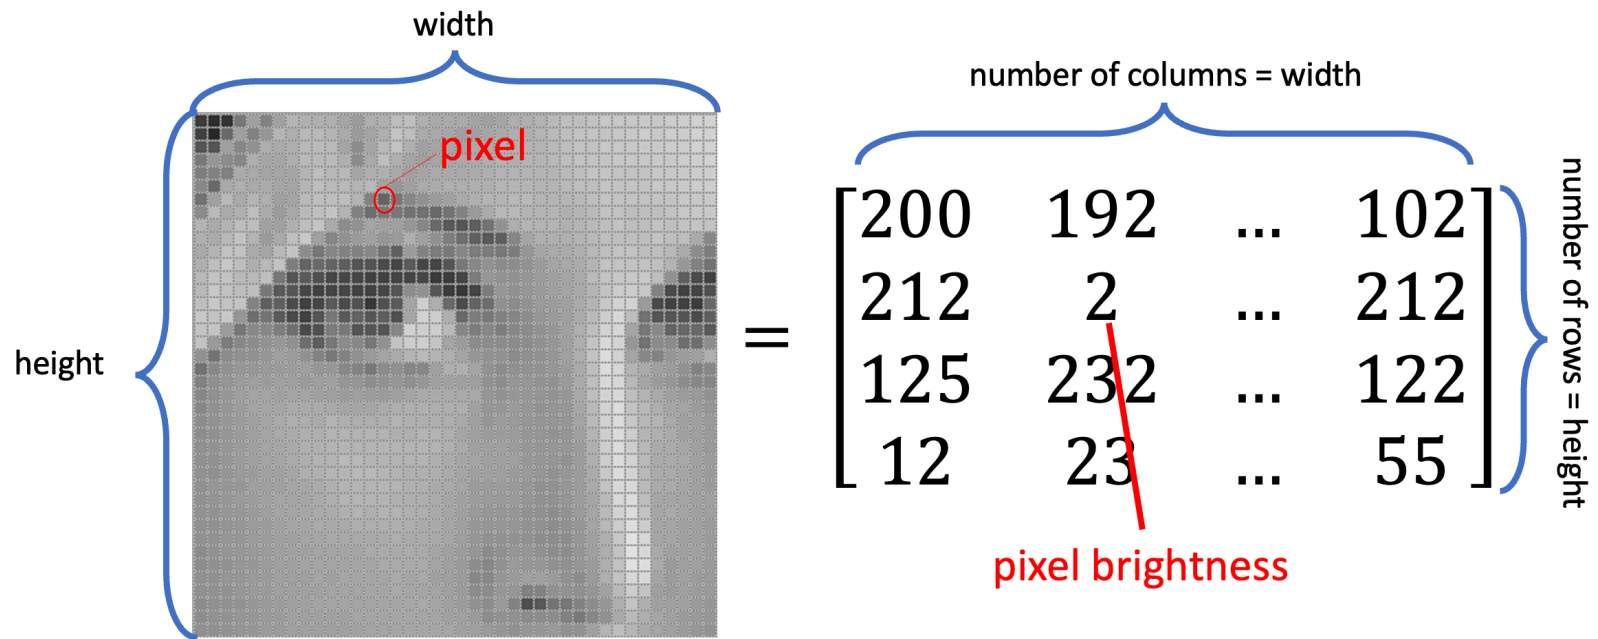 width
number of columns = width
pixel
height
=
200 192 ... 102
212 2 ... 212
125 232 ... 122
12 23 ... 55
number of rows = height
pixel brightness